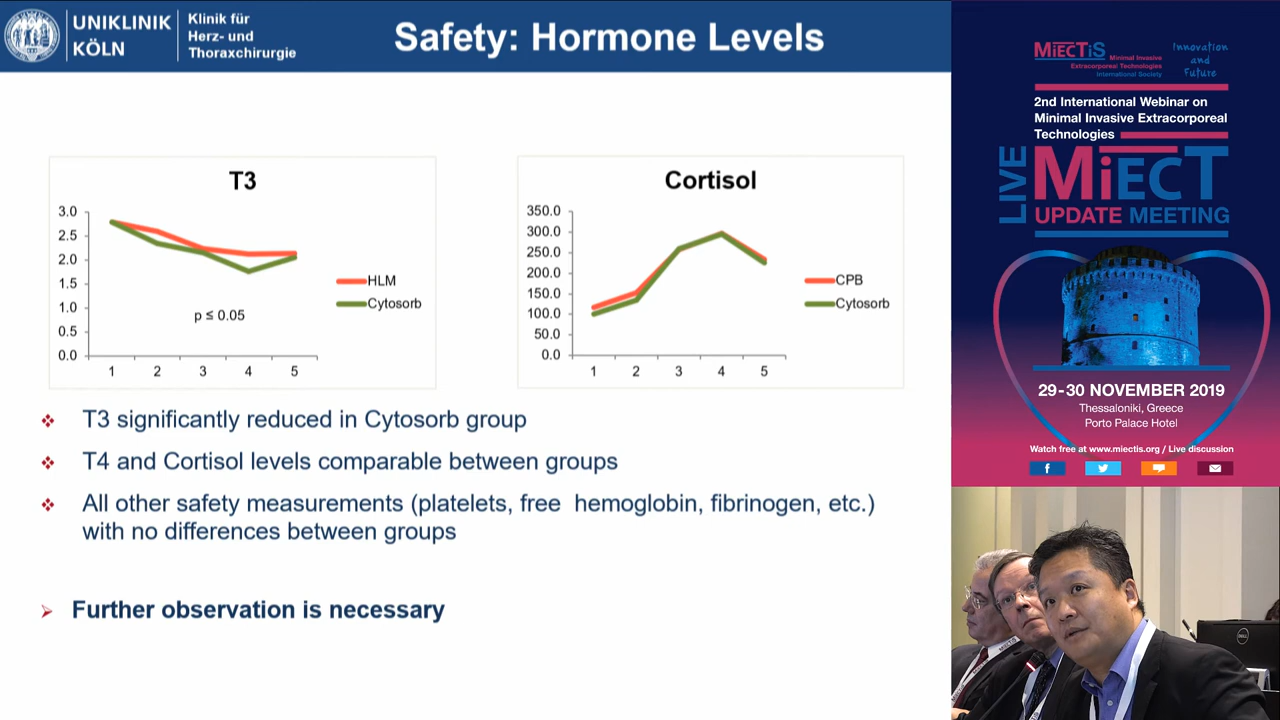 UNIKLINIK
KÖLN
Klinik für
Herz- und
Thoraxchirurgie
Safety: Hormone Levels
T3
3.0
2.5
2.0
1.5
1.0
0.5
0.0
1 2 3 4 5
p ≤ 0.05
HLM
Cytosorb
Cortisol
350.0
300.0
250.0
200.0
150.0
100.0
50.0
0.0
1 2 3 4 5
CPB
Cytosorb
T3 significantly reduced in Cytosorb group
T4 and Cortisol levels comparable between groups
All other safety measurements (platelets, free hemoglobin, fibrinogen, etc.)
with no differences between groups
Further observation is necessary
MiECTiS
Minimal Invasive
Extracorporeal Technologies
International Society
Innovation
and
Future
2nd International Webinar on
Minimal Invasive Extracorporeal
Technologies
LIVE
MiECT
UPDATE MEETING
29-30 NOVEMBER 2019
Thessaloniki, Greece
Porto Palace Hotel
Watch free at www.miectis.org / Live discussion
f
MiECTiS
DELL